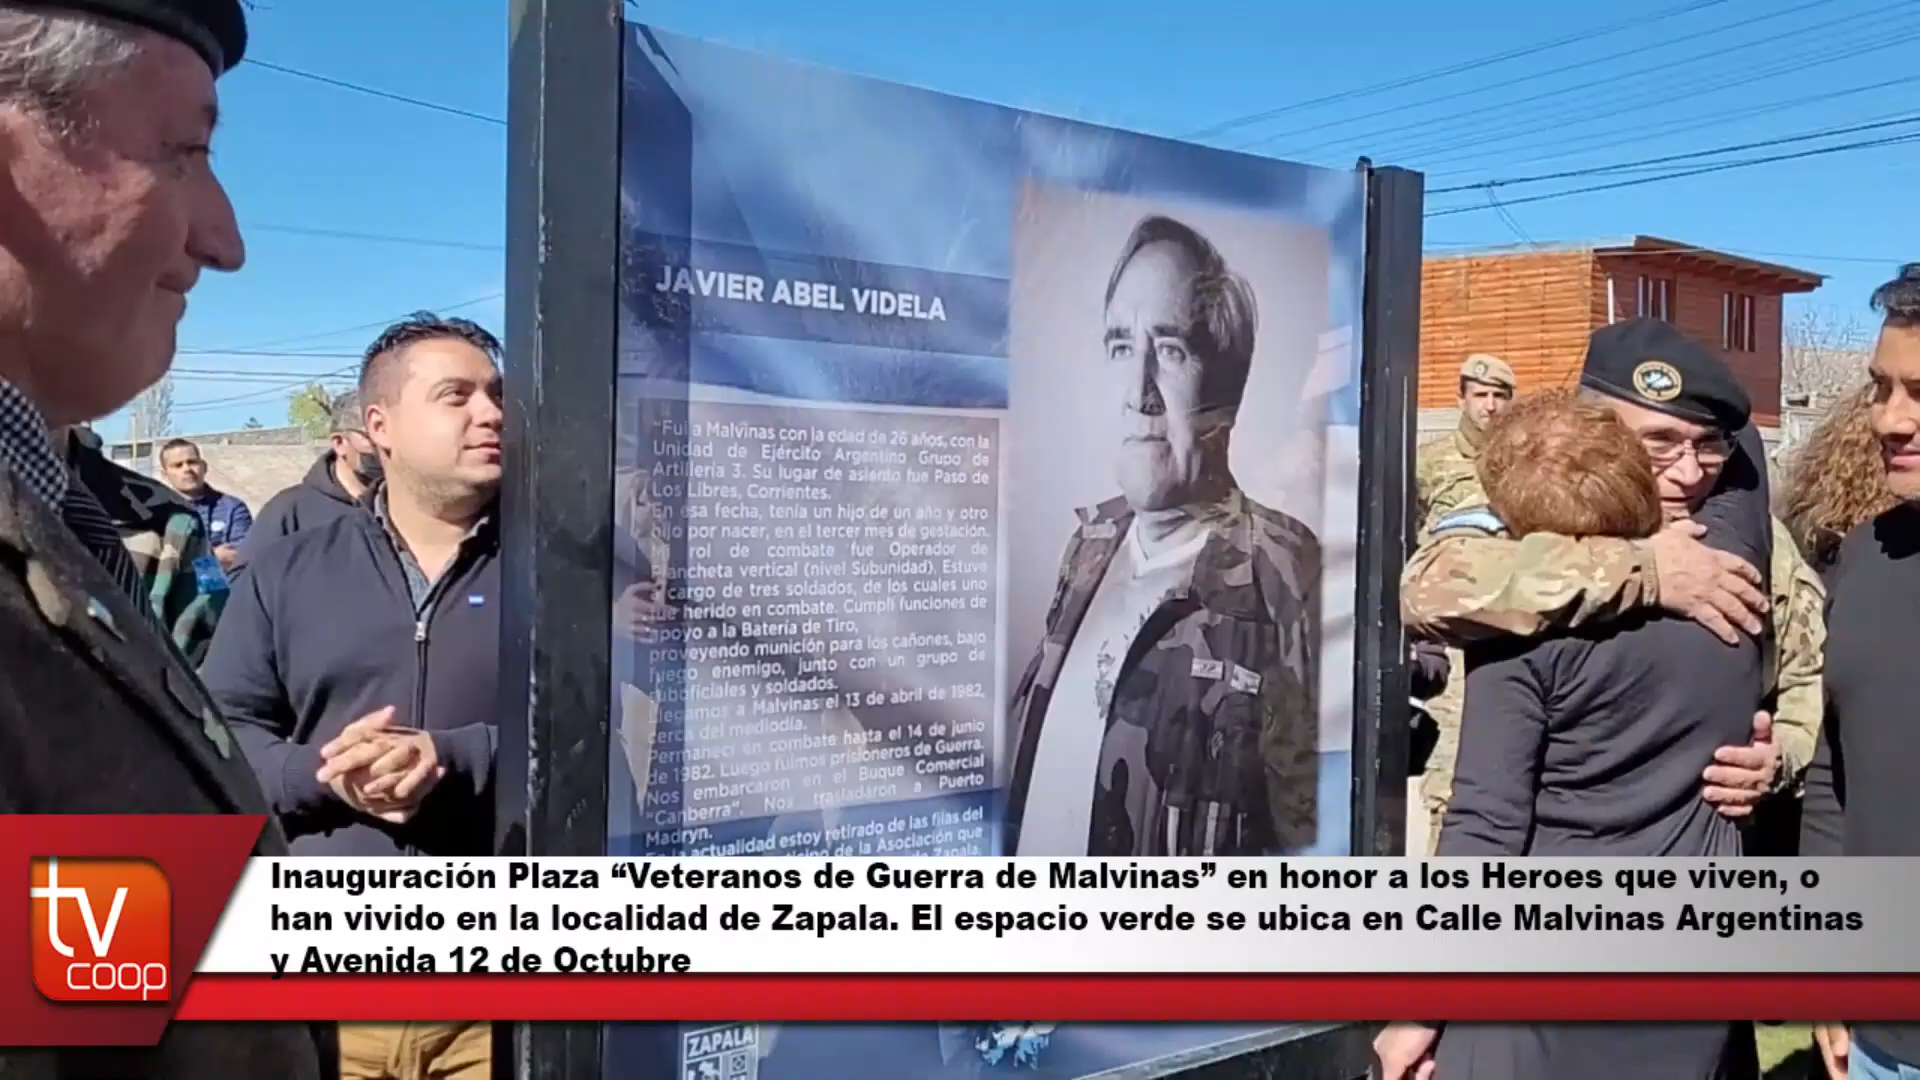 JAVIER ABEL VIDELA
"Fui a Malvinas con la edad de 26 años, con la
Unidad de Ejército Argentino Grupo de
Artillería 3. Su lugar de asiento fue Paso de
Los Libres, Corrientes.
En esa fecha, tenía un hijo de un año y otro
hijo por nacer, en el tercer mes de gestación.
Mi rol de combate fue Operador de
Plancheta vertical (nivel Subunidad). Estuve
a cargo de tres soldados, de los cuales uno
fue herido en combate. Cumplí funciones de
apoyo a la Batería de Tiro,
proveyendo munición para los cañones, bajo
fuego enemigo, junto con un grupo de
suboficiales y soldados.
Llegamos a Malvinas el 13 de abril de 1982,
cerca del mediodía.
Permanecí en combate hasta el 14 de junio
de 1982. Luego fuimos prisioneros de Guerra.
Nos embarcaron en el Buque Comercial
"Canberra". Nos trasladaron a Puerto
Madryn.
En la actualidad estoy retirado de las filas del
de la Asociación que
de Zapala.
tv
coop
Inauguración Plaza “Veteranos de Guerra de Malvinas” en honor a los Heroes que viven, o
han vivido en la localidad de Zapala. El espacio verde se ubica en Calle Malvinas Argentinas
y Avenida 12 de Octubre
ZAPALA